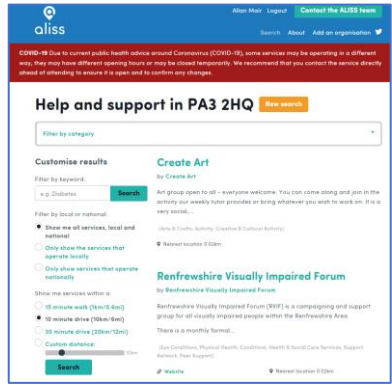 aliss
Allan Mair Logout Contact the ALISS team
Search About Add an organisation
COVID-19 Due to current public health advice around Coronavirus (COVID-19), some services may be operating in a different
way, they may have different opening hours or may be closed temporarily. We recommend that you contact the service directly
ahead of attending to ensure it is open and to confirm any changes.
Help and support in PA3 2HQ New search
Filter by category
Customise results
Filter by keyword:
e.g. Diabetes Search
Filter by local or national:
Show me all services, local and
national
Only show the services that
operate locally
Only show services that operate
nationally
Show me services within a:
15 minute walk (1km/0.6mi)
10 minute drive (10km/6mi)
30 minute drive (20km/12mi)
Custom distance:
Search
Create Art
by Create Art
Art group open to all – everyone welcome. You can come along and join in the
activity our weekly tutor provides or bring whatever you wish to work on. It is a
very social,...
(Arts & Crafts, Activity, Creative & Cultural Activity)
Nearest location 0.02km
Renfrewshire Visually Impaired Forum
by Renfrewshire Visually Impaired Forum
Renfrewshire Visually Impaired Forum (RVIF) is a campaigning and support
group for all visually impaired people within the Renfrewshire Area.
There is a monthly formal...
(Eye Conditions, Physical Health, Conditions, Health & Social Care Services, Support
Network, Peer Support)
Website Nearest location 0.02km